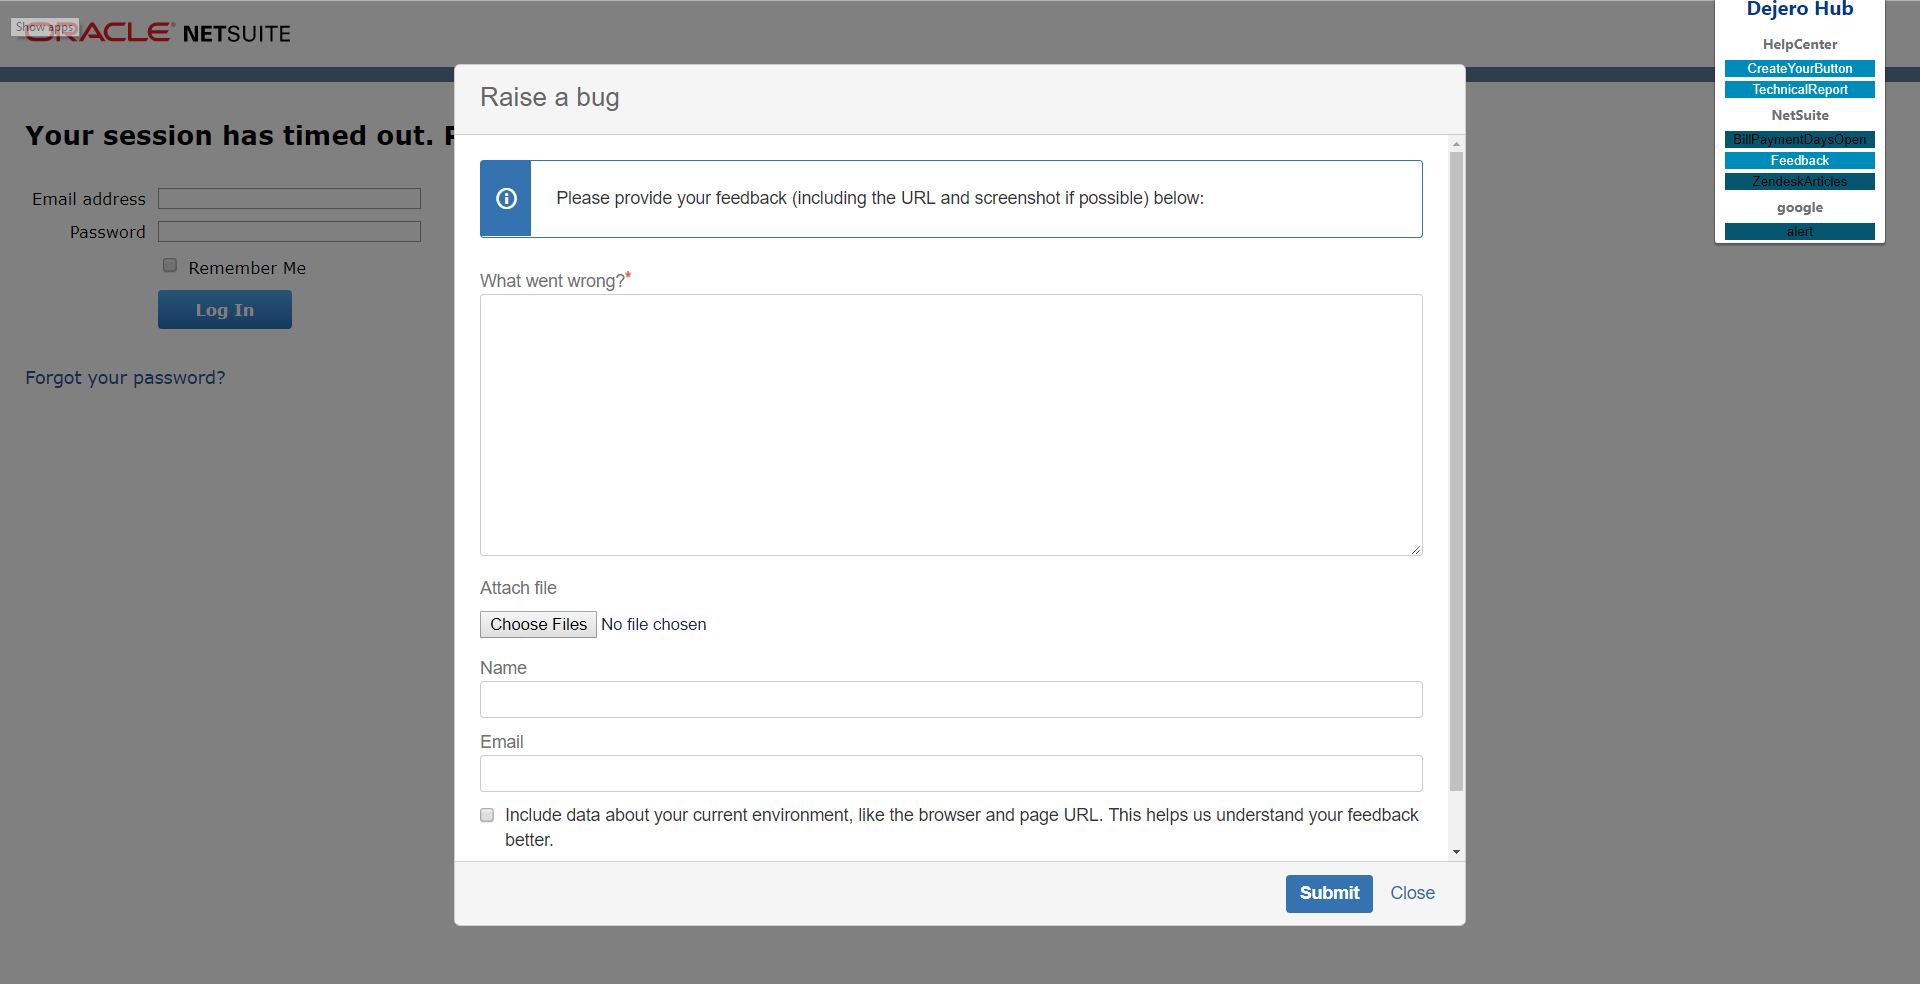 Show apps
ORACLE NETSUITE
Your session has timed out.
Email address
Password
Remember Me
Log In
Forgot your password?
Raise a bug
Please provide your feedback (including the URL and screenshot if possible) below:
What went wrong?*
Attach file
Choose Files No file chosen
Name
Email
Include data about your current environment, like the browser and page URL. This helps us understand your feedback
better.
Submit Close
Dejero Hub
HelpCenter
CreateYourButton
TechnicalReport
NetSuite
BillPaymentDaysOpen
Feedback
ZendeskArticles
google
alert